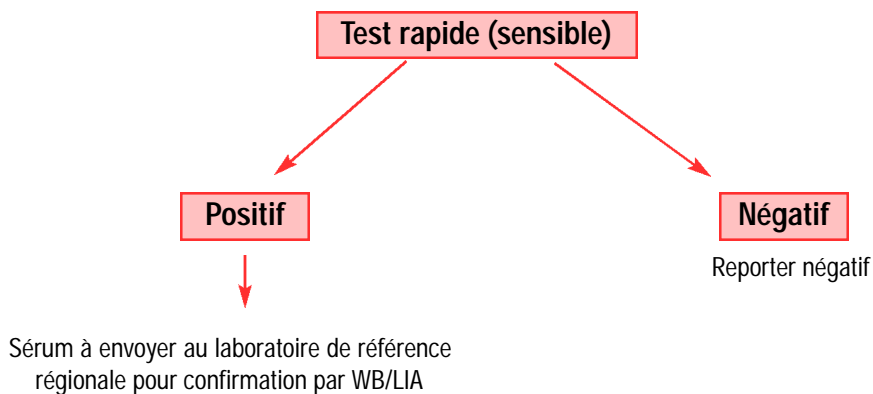 Test rapide (sensible)
Positif
Négatif
Reporter négatif
Sérum à envoyer au laboratoire de référence
régionale pour confirmation par WB/LIA